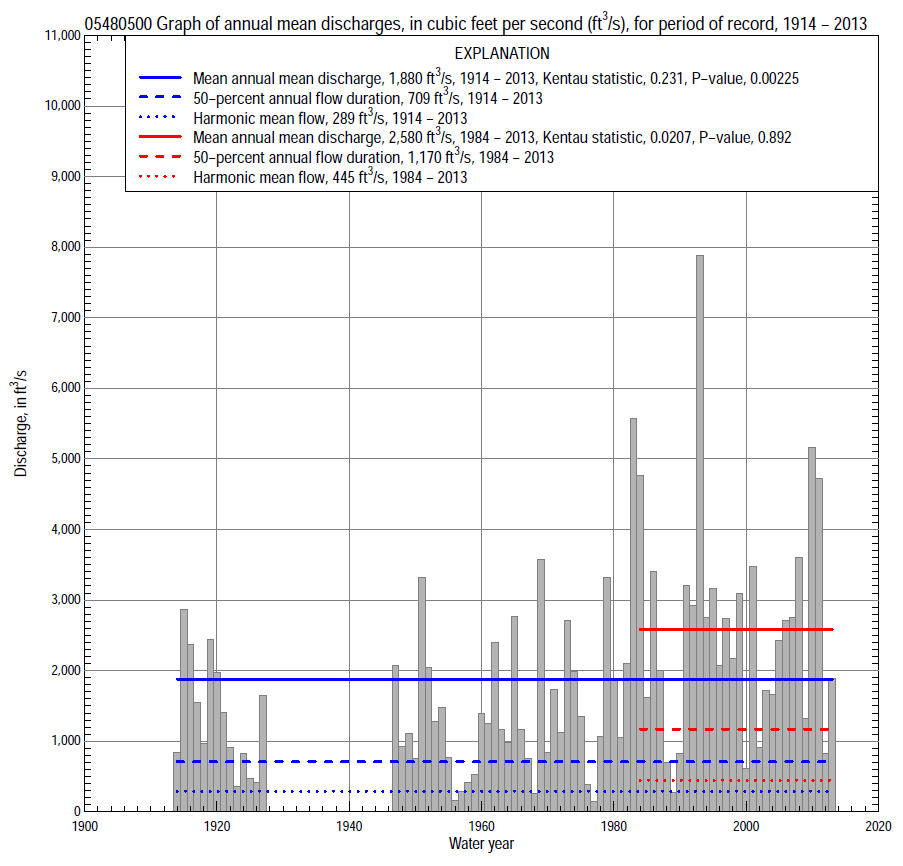 05480500 Graph of annual mean discharges, in cubic feet per second (ft³/s), for period of record, 1914 – 2013
EXPLANATION
Mean annual mean discharge, 1,880 ft³/s, 1914 – 2013, Kentau statistic, 0.231, P–value, 0.00225
50–percent annual flow duration, 709 ft³/s, 1914 – 2013
Harmonic mean flow, 289 ft³/s, 1914 – 2013
Mean annual mean discharge, 2,580 ft³/s, 1984 – 2013, Kentau statistic, 0.0207, P–value, 0.892
50–percent annual flow duration, 1,170 ft³/s, 1984 – 2013
Harmonic mean flow, 445 ft³/s, 1984 – 2013
11,000
10,000
9,000
8,000
7,000
6,000
5,000
4,000
3,000
2,000
1,000
0
Discharge, in ft³/s
1900 1920 1940 1960 1980 2000 2020
Water year